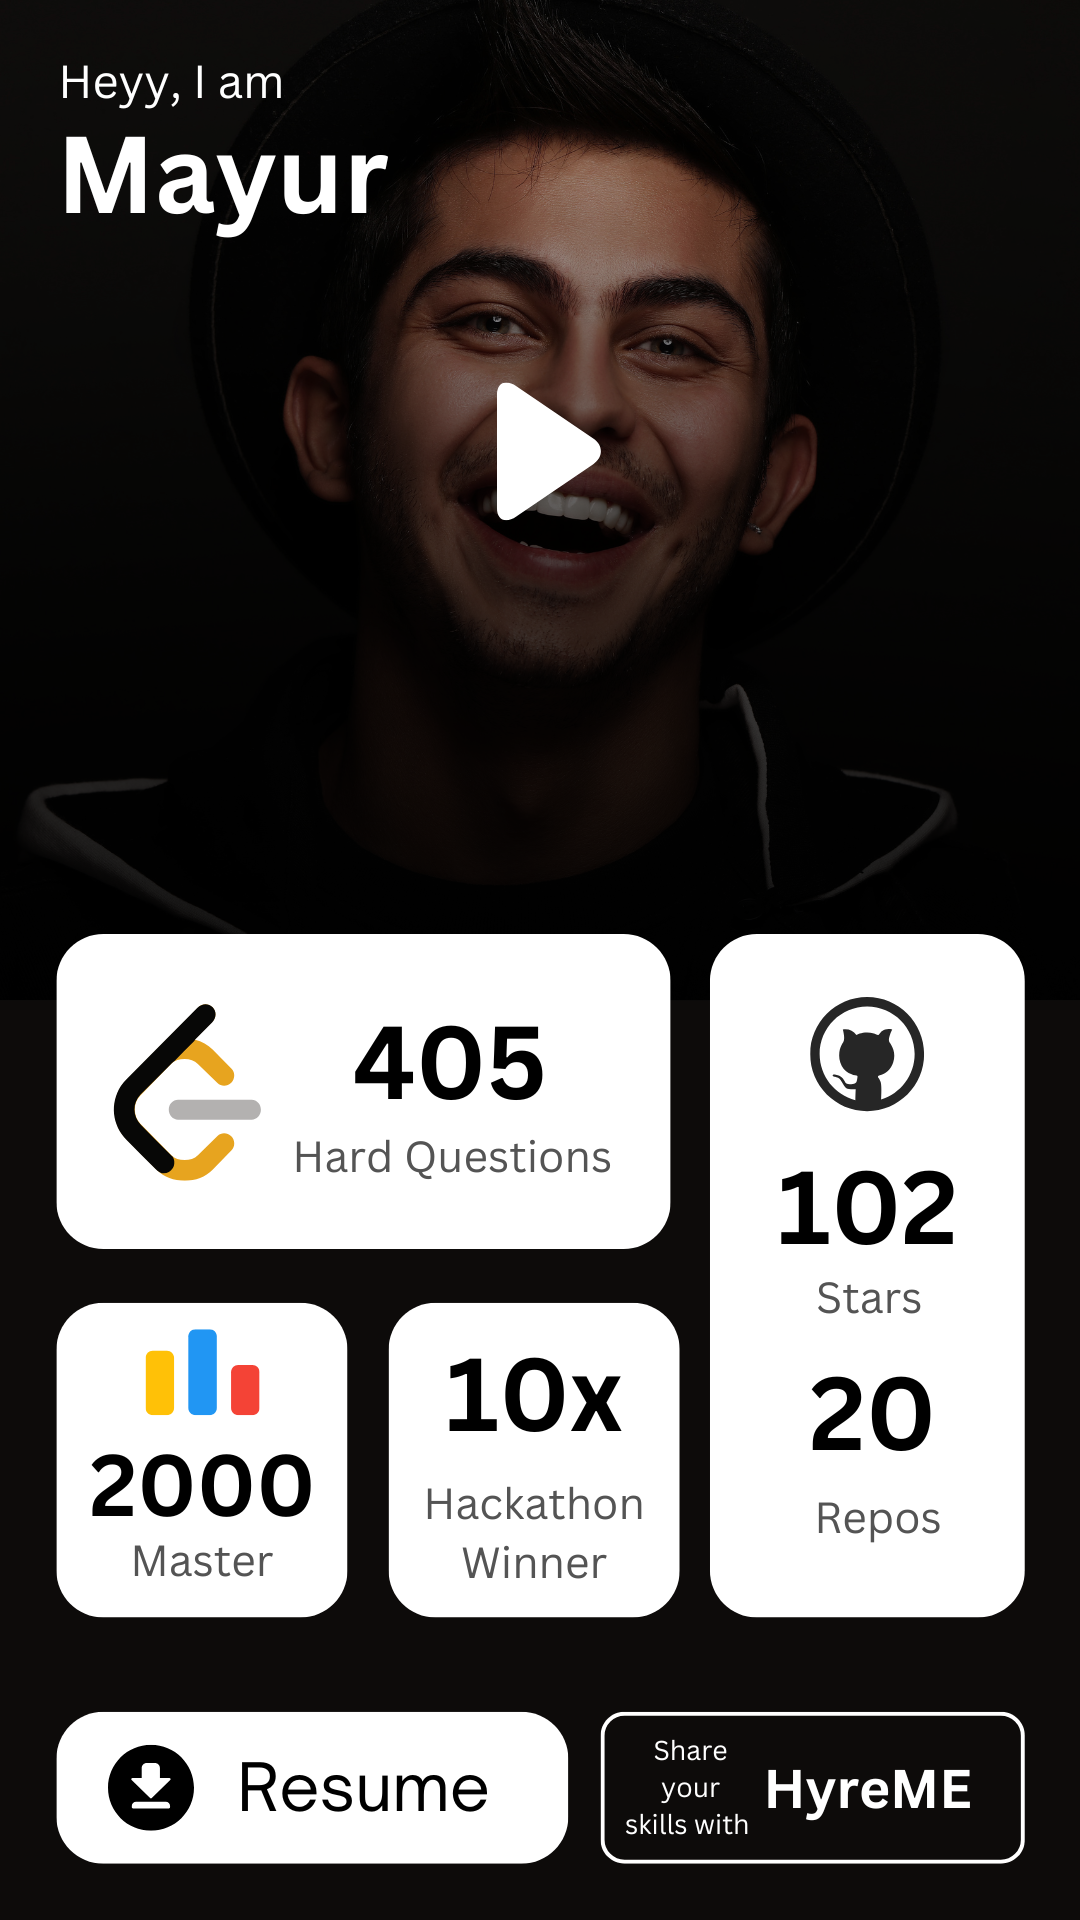 Heyy, I am
Mayur
405
Hard Questions
102
Stars
20
Repos
2000
Master
10x
Hackathon
Winner
Resume
Share
your
skills with
HyreME